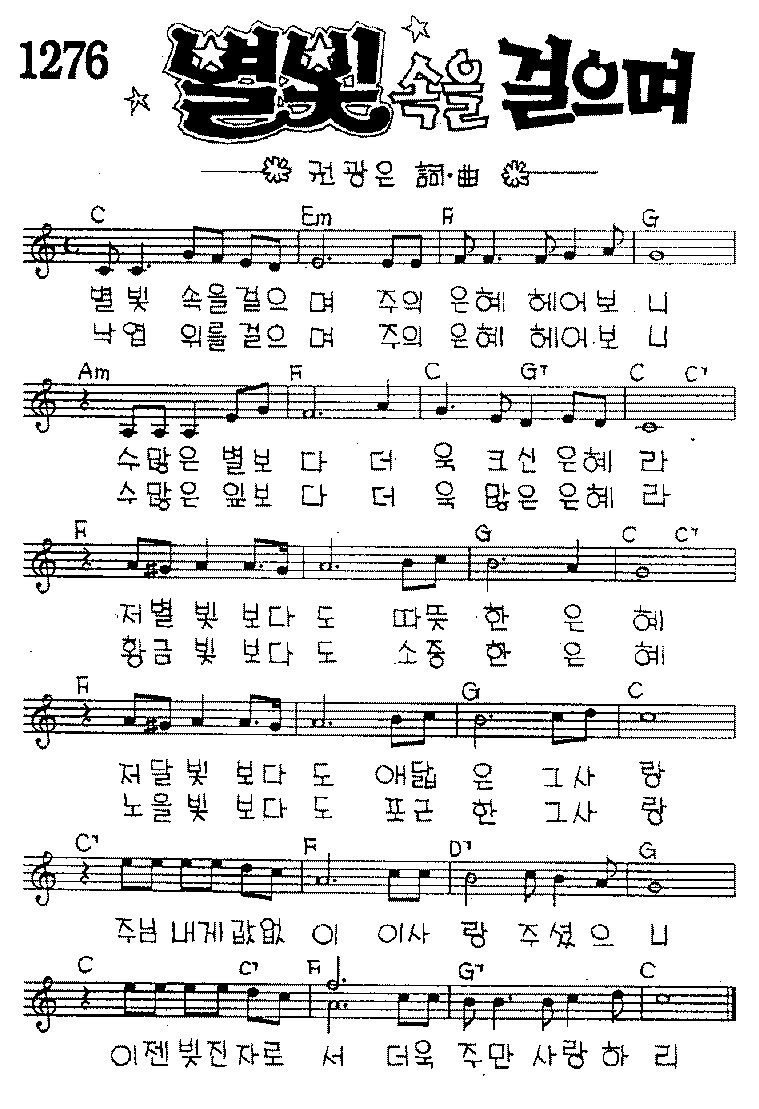 1276
별빛 속을 걸으며
권광은 詞·曲
C Em F G
별빛 속을걸으며 주의 은혜 헤어보니
낙엽 위를걸으며 주의 은혜 헤어보니
Am F C G7 C C7
수많은 별보다 더욱 크신 은혜라
수많은 잎보다 더욱 많은 은혜라
F G C C7
저별빛 보다도 따뜻한 은혜
황금빛 보다도 소중한 은혜
F G C
저달빛 보다도 애닯은 그사랑
노을빛 보다도 포근한 그사랑
C7 F D7 G
주님내게값없이 이사랑 주셨으니
C C7 F G7 C
이젠빛진자로서 더욱 주만 사랑하리